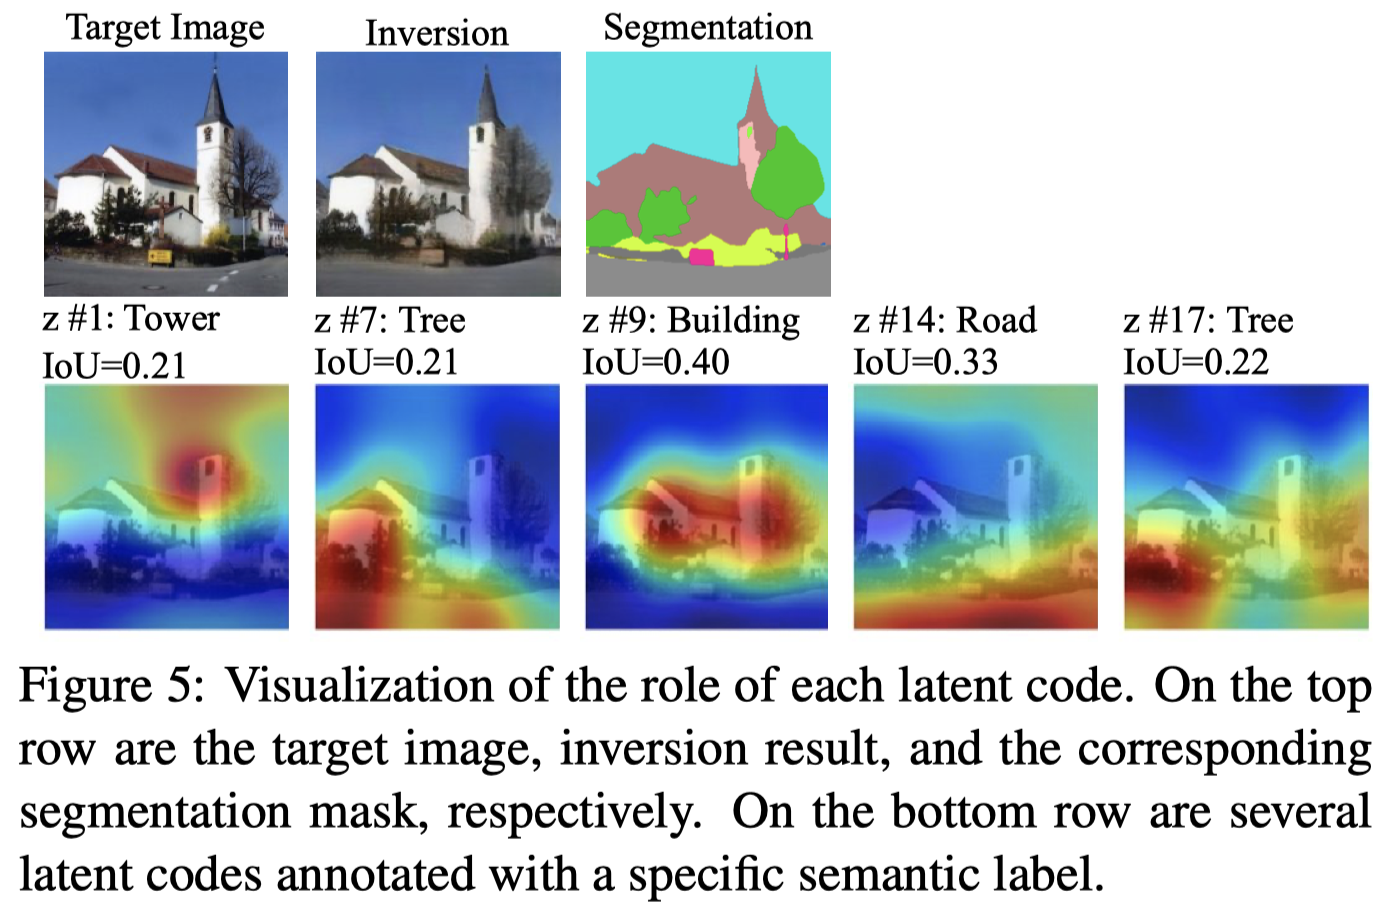 Target Image
Inversion
Segmentation
z #1: Tower
IoU=0.21
z #7: Tree
IoU=0.21
z #9: Building
IoU=0.40
z #14: Road
IoU=0.33
z #17: Tree
IoU=0.22
Figure 5: Visualization of the role of each latent code. On the top
row are the target image, inversion result, and the corresponding
segmentation mask, respectively. On the bottom row are several
latent codes annotated with a specific semantic label.